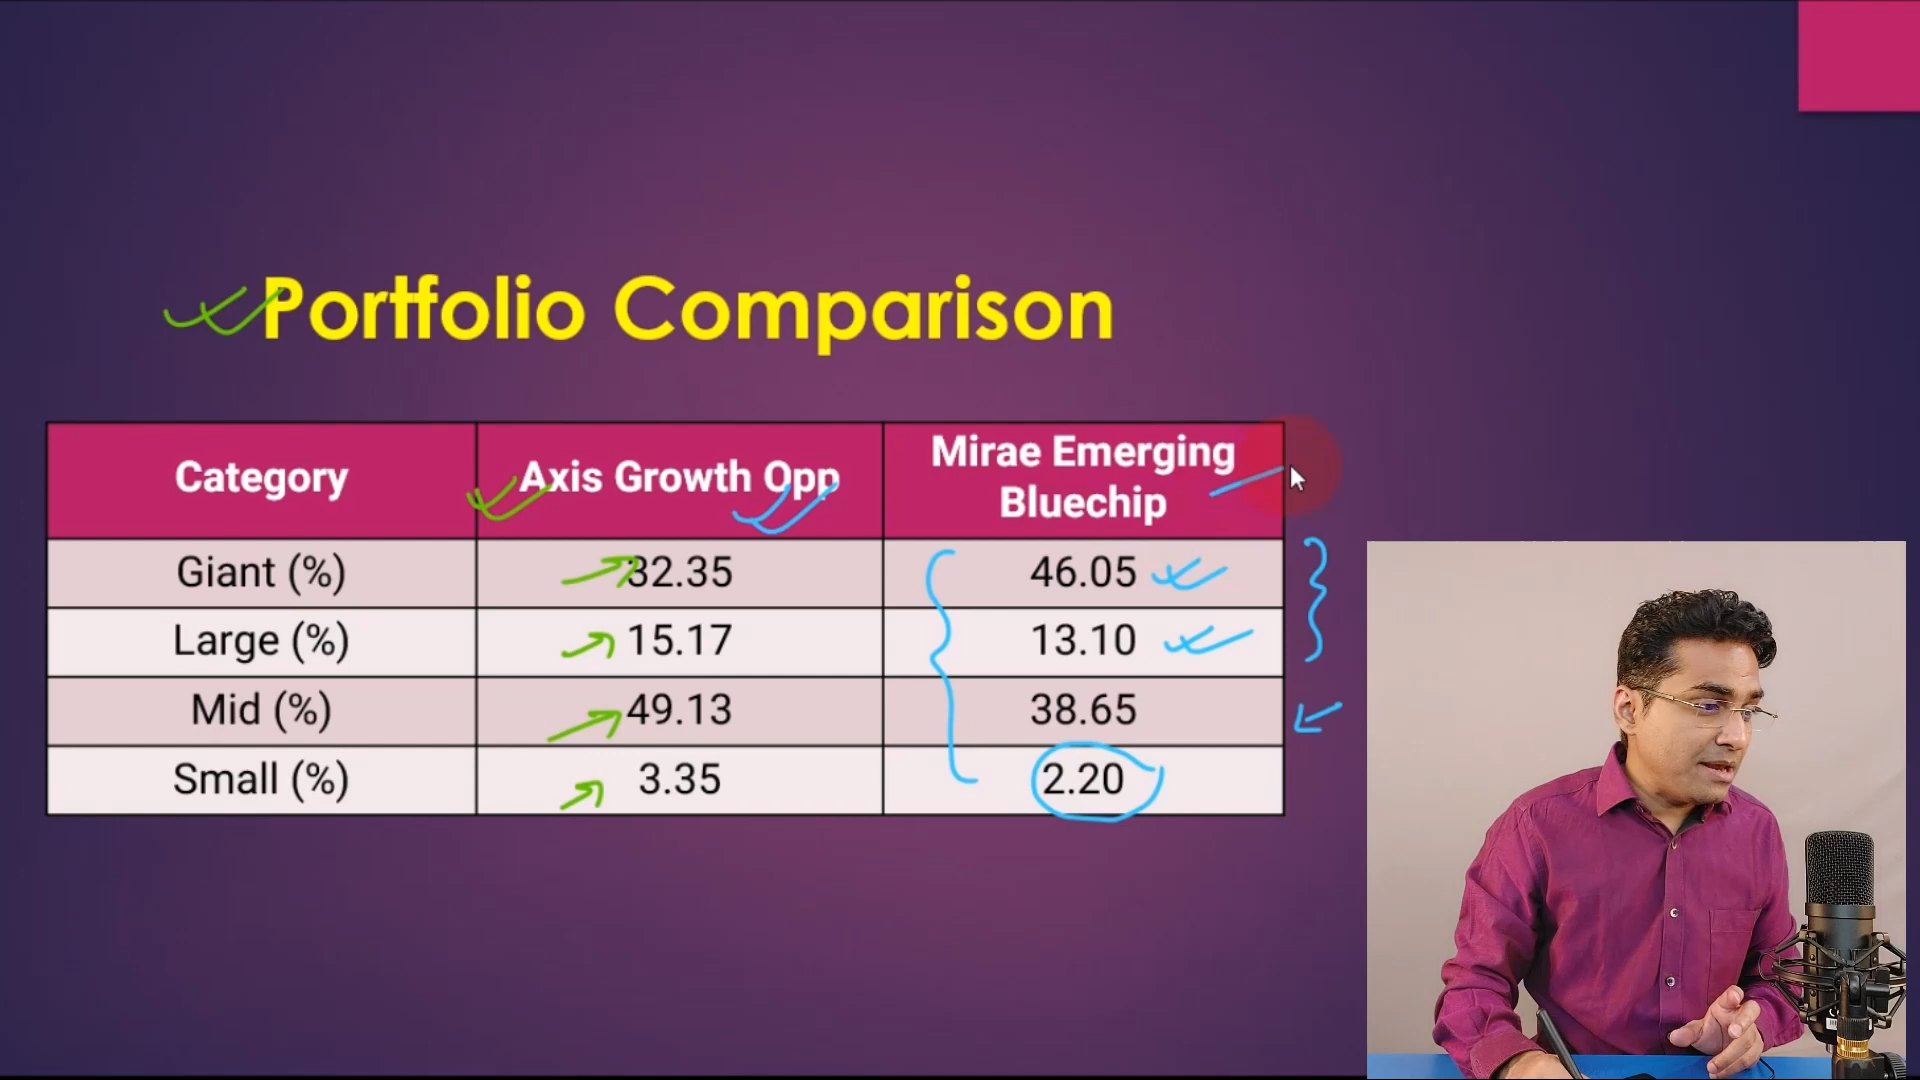 Portfolio Comparison
Category Axis Growth Opp Mirae Emerging Bluechip
Giant (%) 32.35 46.05
Large (%) 15.17 13.10
Mid (%) 49.13 38.65
Small (%) 3.35 2.20